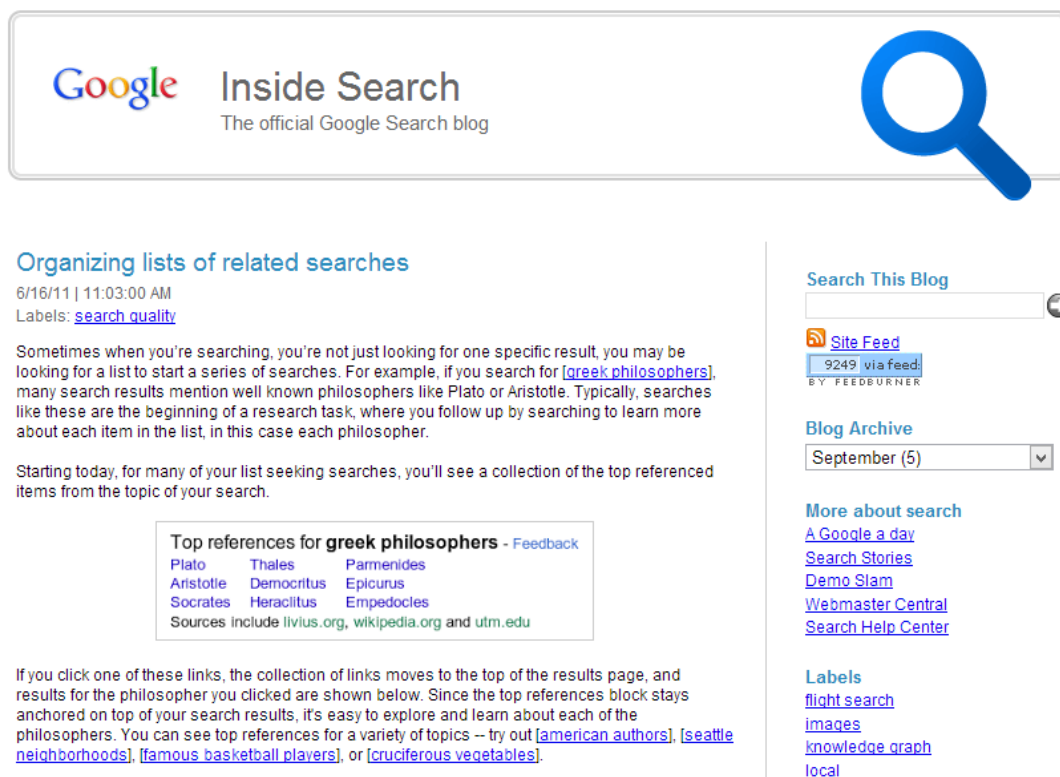 Google
Inside Search
The official Google Search blog
Organizing lists of related searches
6/16/11 | 11:03:00 AM
Labels: search quality
Sometimes when you're searching, you're not just looking for one specific result, you may be
looking for a list to start a series of searches. For example, if you search for [greek philosophers],
many search results mention well known philosophers like Plato or Aristotle. Typically, searches
like these are the beginning of a research task, where you follow up by searching to learn more
about each item in the list, in this case each philosopher.
Starting today, for many of your list seeking searches, you'll see a collection of the top referenced
items from the topic of your search.
Top references for greek philosophers - Feedback
Plato Thales Parmenides
Aristotle Democritus Epicurus
Socrates Heraclitus Empedocles
Sources include livius.org, wikipedia.org and utm.edu
If you click one of these links, the collection of links moves to the top of the results page, and
results for the philosopher you clicked are shown below. Since the top references block stays
anchored on top of your search results, it's easy to explore and learn about each of the
philosophers. You can see top references for a variety of topics -- try out [american authors], [seattle
neighborhoods], [famous basketball players], or [cruciferous vegetables].
Search This Blog
Site Feed
9249 via feed:
BY FEEDBURNER
Blog Archive
September (5)
More about search
A Google a day
Search Stories
Demo Slam
Webmaster Central
Search Help Center
Labels
flight search
images
knowledge graph
local